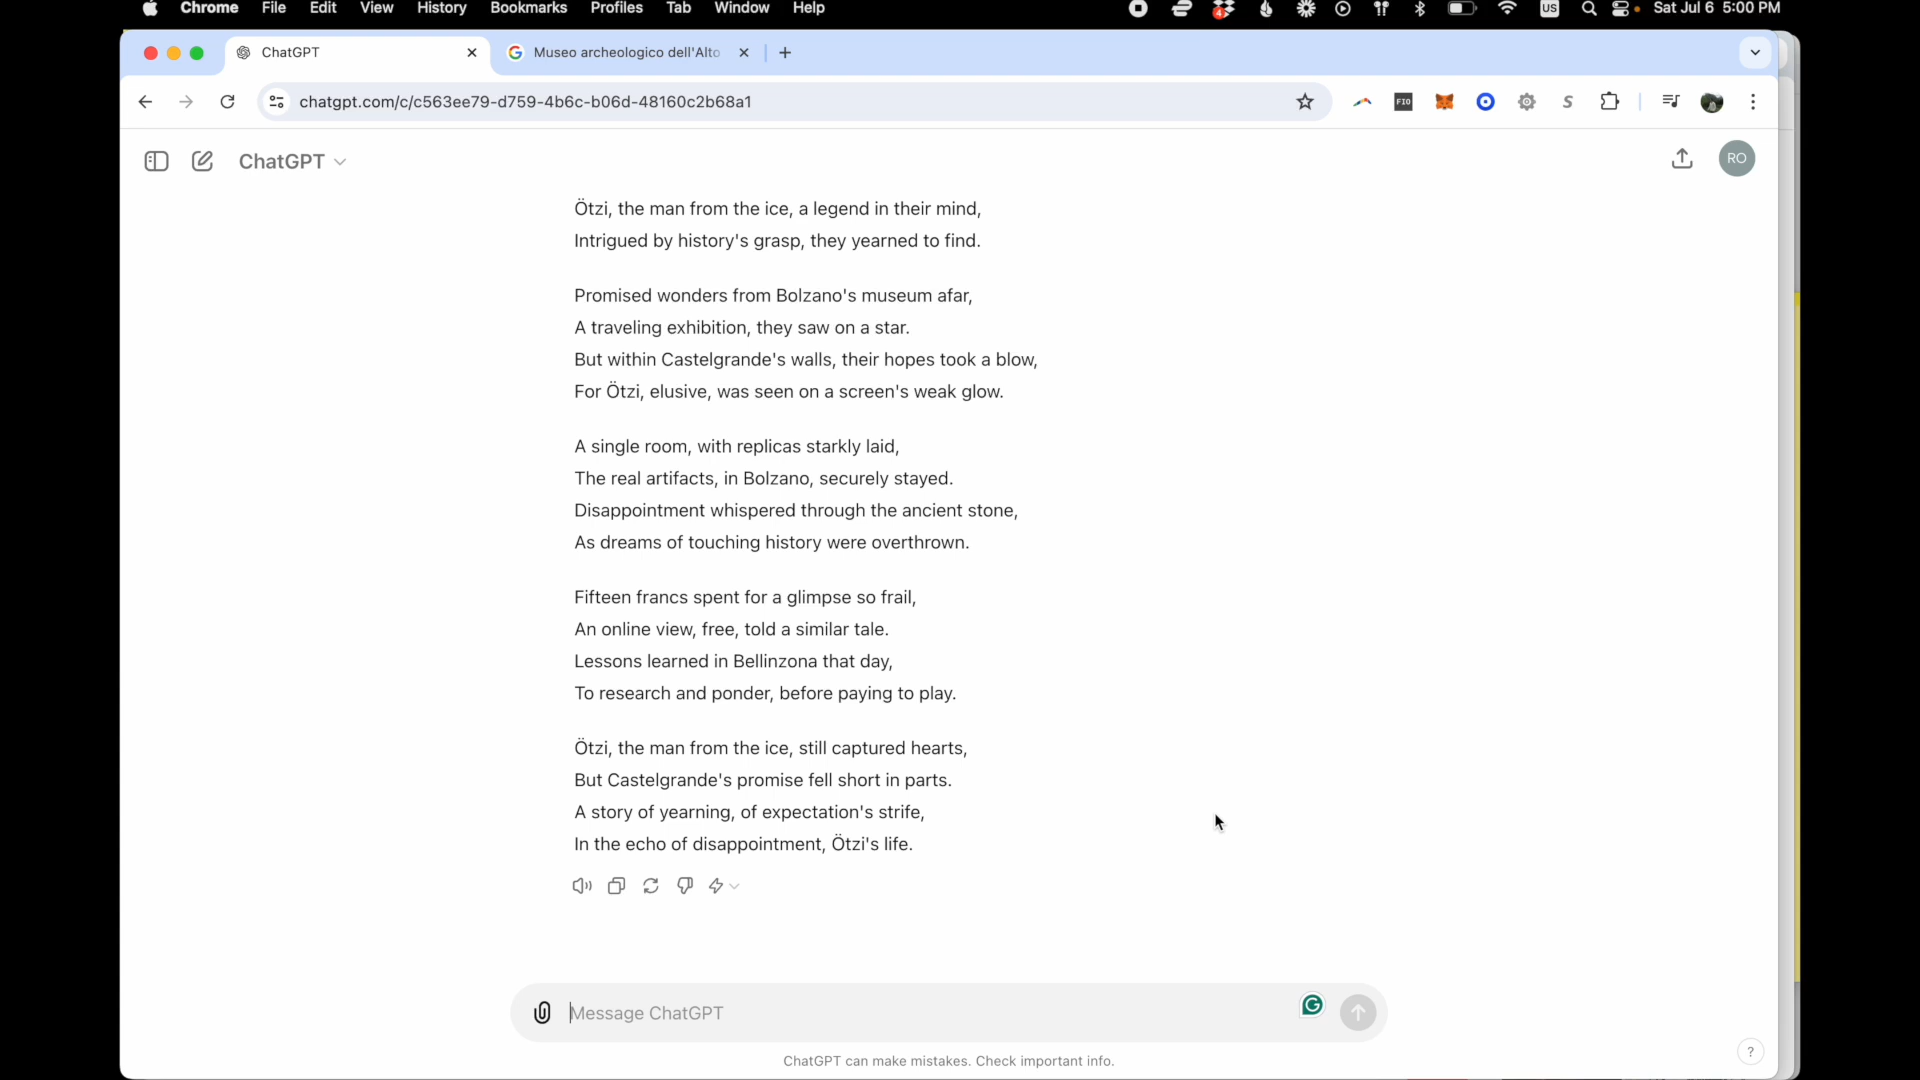 Chrome File Edit View History Bookmarks Profiles Tab Window Help 4 US Sat Jul 6 5:00 PM
ChatGPT Museo archeologico dell'Alto
chatgpt.com/c/c563ee79-d759-4b6c-b06d-48160c2b68a1 FIO S
ChatGPT RO
Ötzi, the man from the ice, a legend in their mind,
Intrigued by history's grasp, they yearned to find.
Promised wonders from Bolzano's museum afar,
A traveling exhibition, they saw on a star.
But within Castelgrande's walls, their hopes took a blow,
For Ötzi, elusive, was seen on a screen's weak glow.
A single room, with replicas starkly laid,
The real artifacts, in Bolzano, securely stayed.
Disappointment whispered through the ancient stone,
As dreams of touching history were overthrown.
Fifteen francs spent for a glimpse so frail,
An online view, free, told a similar tale.
Lessons learned in Bellinzona that day,
To research and ponder, before paying to play.
Ötzi, the man from the ice, still captured hearts,
But Castelgrande's promise fell short in parts.
A story of yearning, of expectation's strife,
In the echo of disappointment, Ötzi's life.
Message ChatGPT
ChatGPT can make mistakes. Check important info.
?